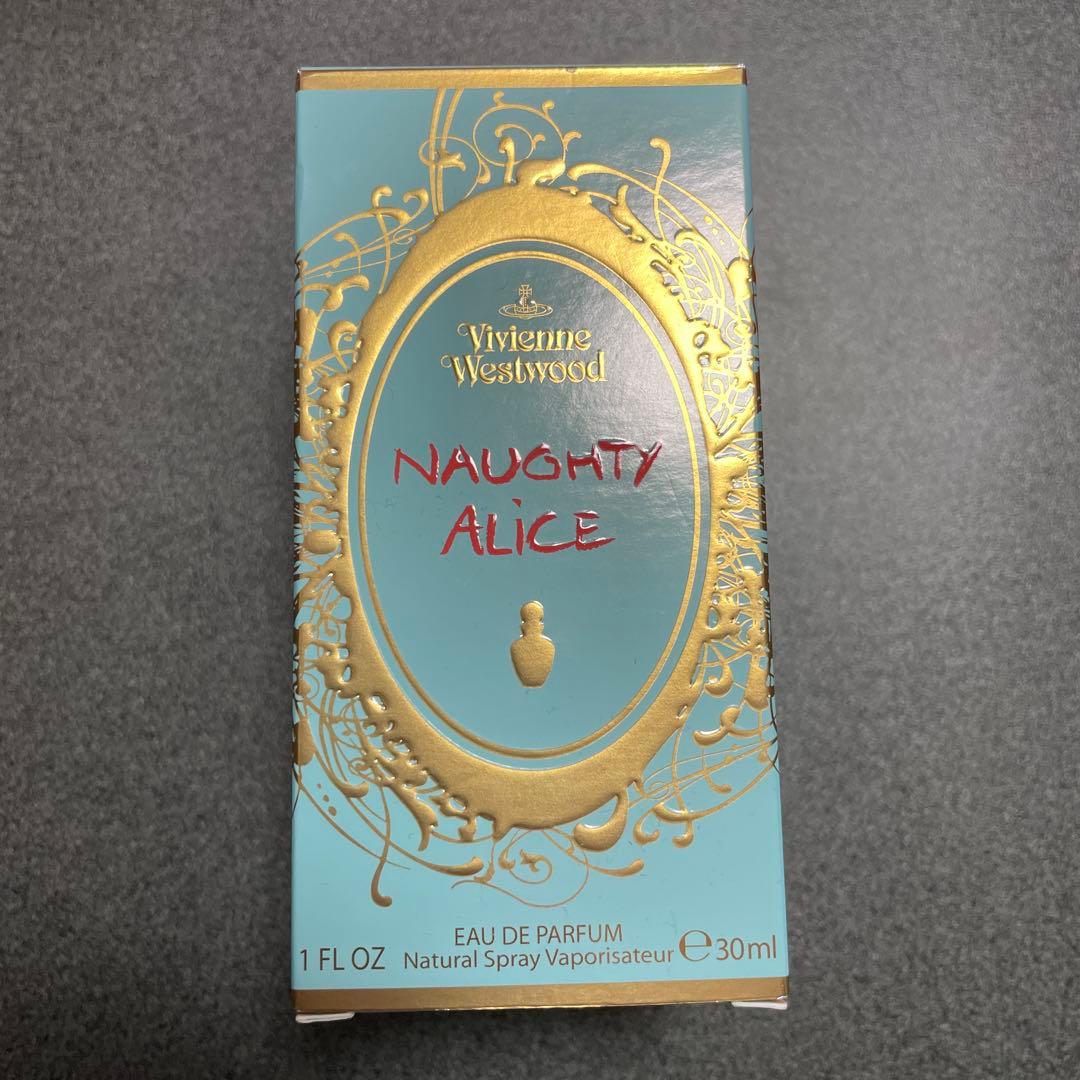 Vivienne
Westwood
NAUGHTY
ALiCE
EAU DE PARFUM
1 FL OZ Natural Spray Vaporisateur ℮30ml